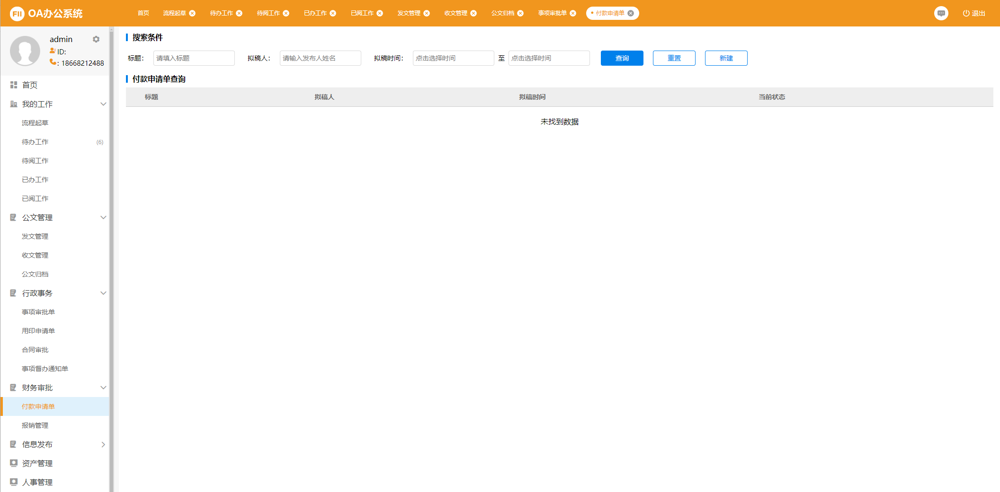 FII OA办公系统 首页 流程起草 待办工作 待阅工作 已办工作 已阅工作 发文管理 收文管理 公文归档 事项审批单 付款申请单 退出
admin
ID:
: 18668212488
首页
我的工作
流程起草
待办工作 (6)
待阅工作
已办工作
已阅工作
公文管理
发文管理
收文管理
公文归档
行政事务
事项审批单
用印申请单
合同审批
事项督办通知单
财务审批
付款申请单
报销管理
信息发布
资产管理
人事管理
搜索条件
标题： 请填入标题 拟稿人： 请输入发布人姓名 拟稿时间： 点击选择时间 至 点击选择时间 查询 重置 新建
付款申请单查询
标题 拟稿人 拟稿时间 当前状态
未找到数据